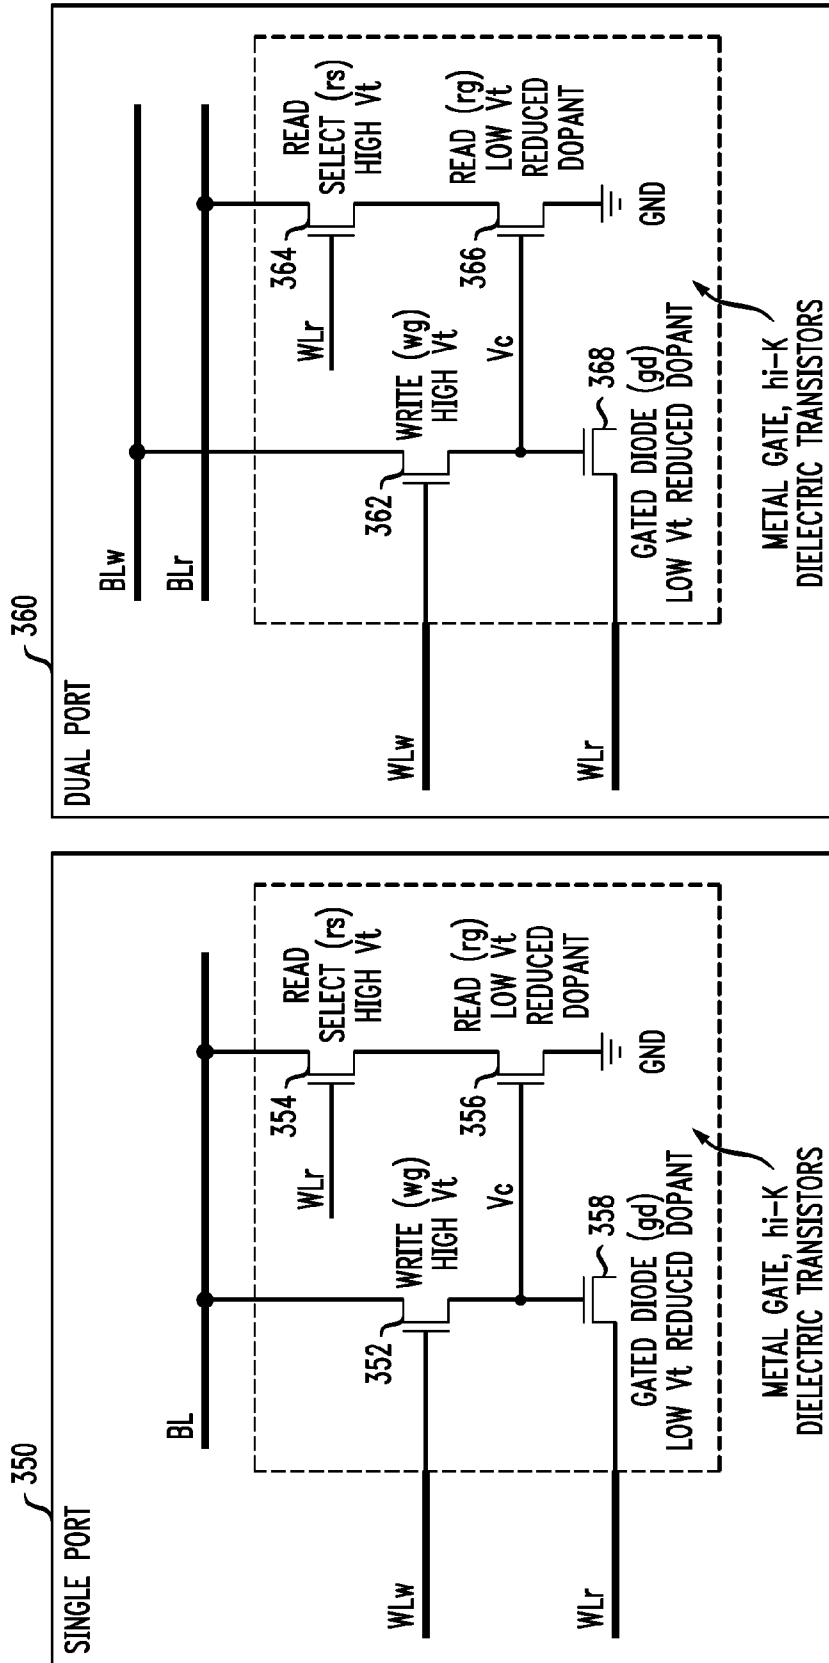 350
SINGLE PORT
BL
WLw
WLr
352
WRITE (wg)
HIGH Vt
WLr
354
READ
SELECT (rs)
HIGH Vt
Vc
356
READ (rg)
LOW Vt
REDUCED
DOPANT
GND
358
GATED DIODE (gd)
LOW Vt REDUCED DOPANT
METAL GATE, hi-K
DIELECTRIC TRANSISTORS
360
DUAL PORT
BLw
BLr
WLw
WLr
362
WRITE (wg)
HIGH Vt
WLr
364
READ
SELECT (rs)
HIGH Vt
Vc
366
READ (rg)
LOW Vt
REDUCED
DOPANT
GND
368
GATED DIODE (gd)
LOW Vt REDUCED DOPANT
METAL GATE, hi-K
DIELECTRIC TRANSISTORS